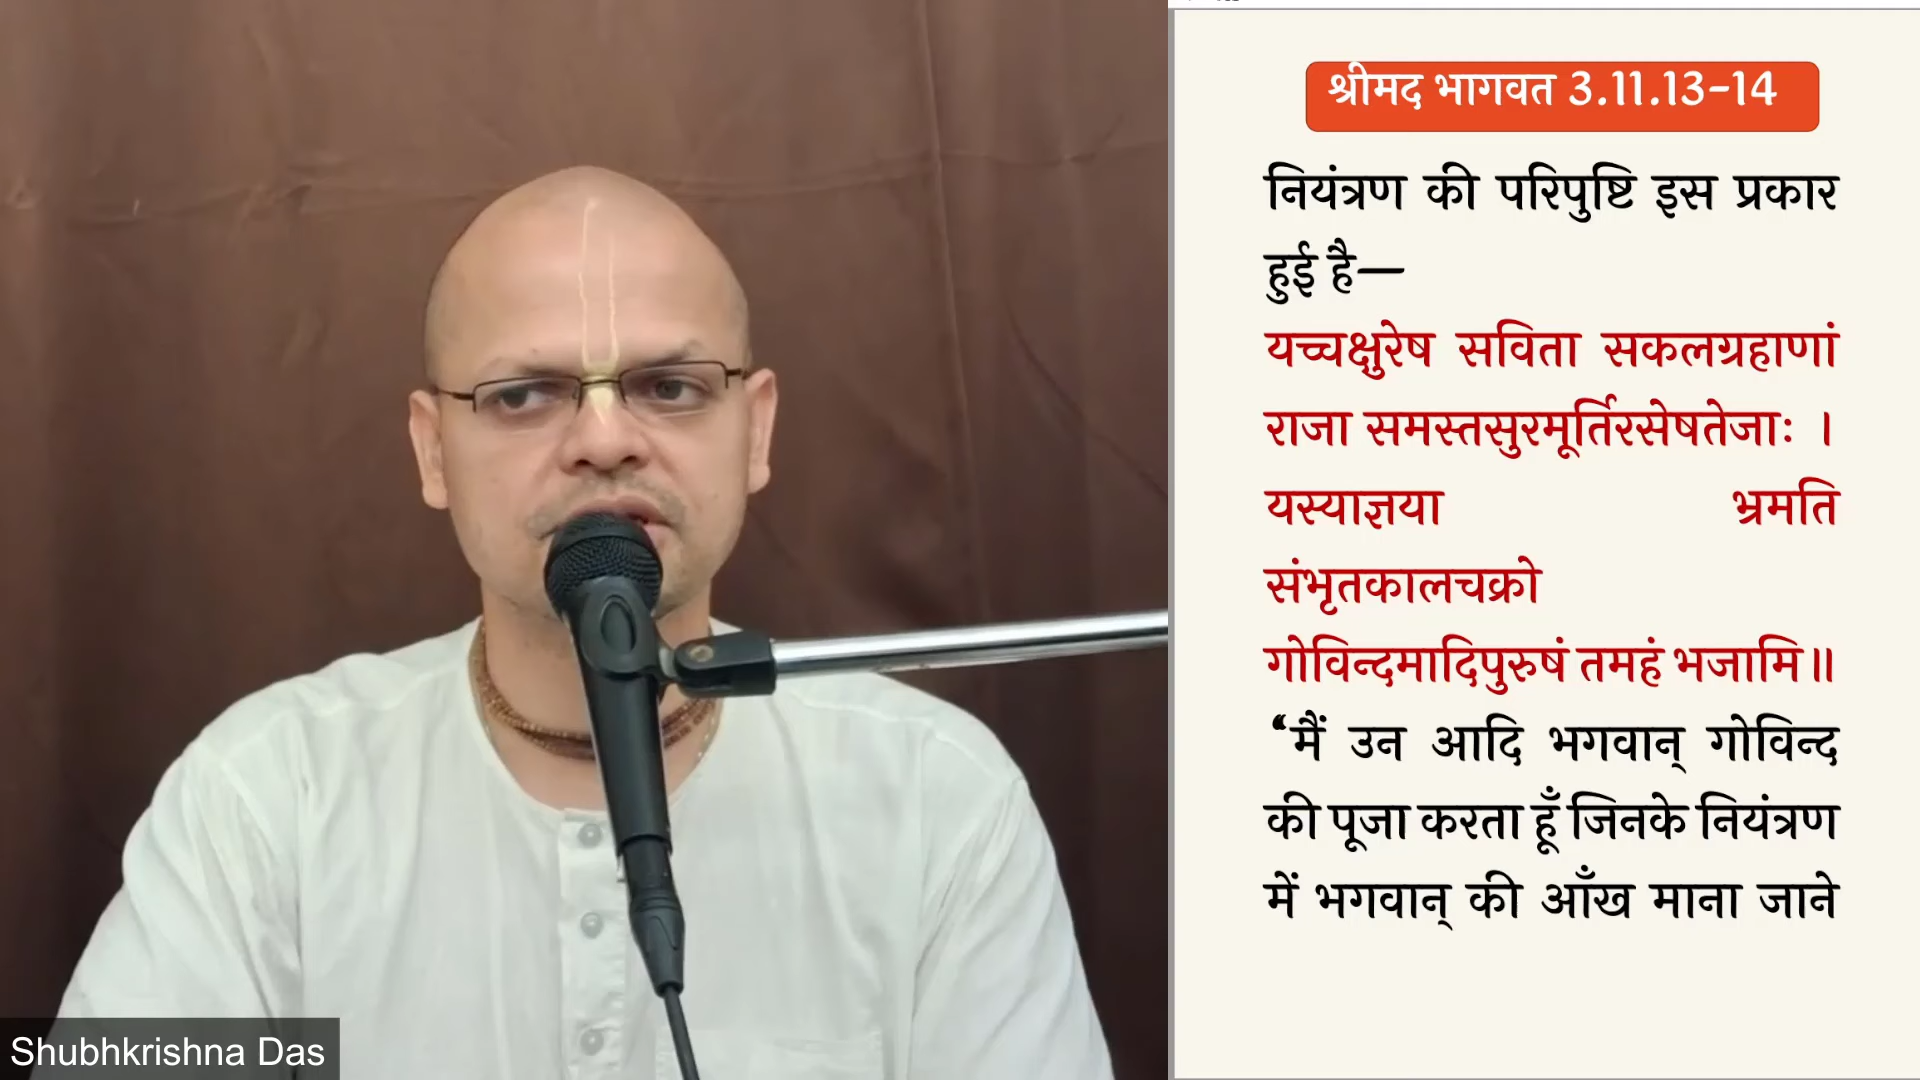 श्रीमद भागवत 3.11.13-14
नियंत्रण की परिपुष्टि इस प्रकार
हुई है—
यच्चक्षुरेष सविता सकलग्रहाणां
राजा समस्तसुरमूर्तिरसेषतेजाः ।
यस्याज्ञया भ्रमति
संभृतकालचक्रो
गोविन्दमादिपुरुषं तमहं भजामि॥
“मैं उन आदि भगवान् गोविन्द
की पूजा करता हूँ जिनके नियंत्रण
में भगवान् की आँख माना जाने
Shubhkrishna Das